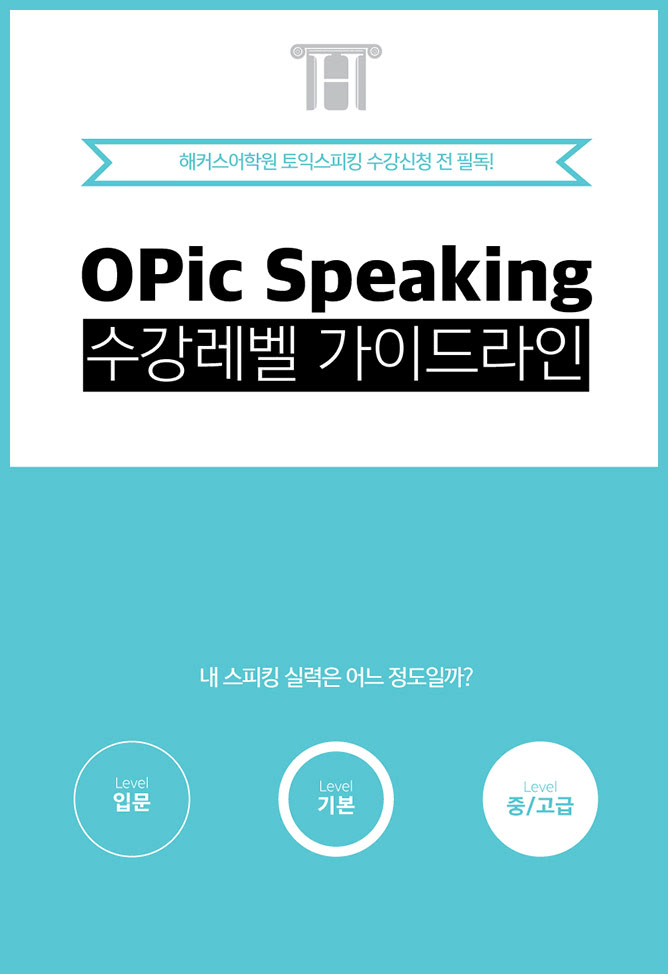 해커스어학원 토익스피킹 수강신청 전 필독!
OPic Speaking
수강레벨 가이드라인
내 스피킹 실력은 어느 정도일까?
Level
입문
Level
기본
Level
중/고급